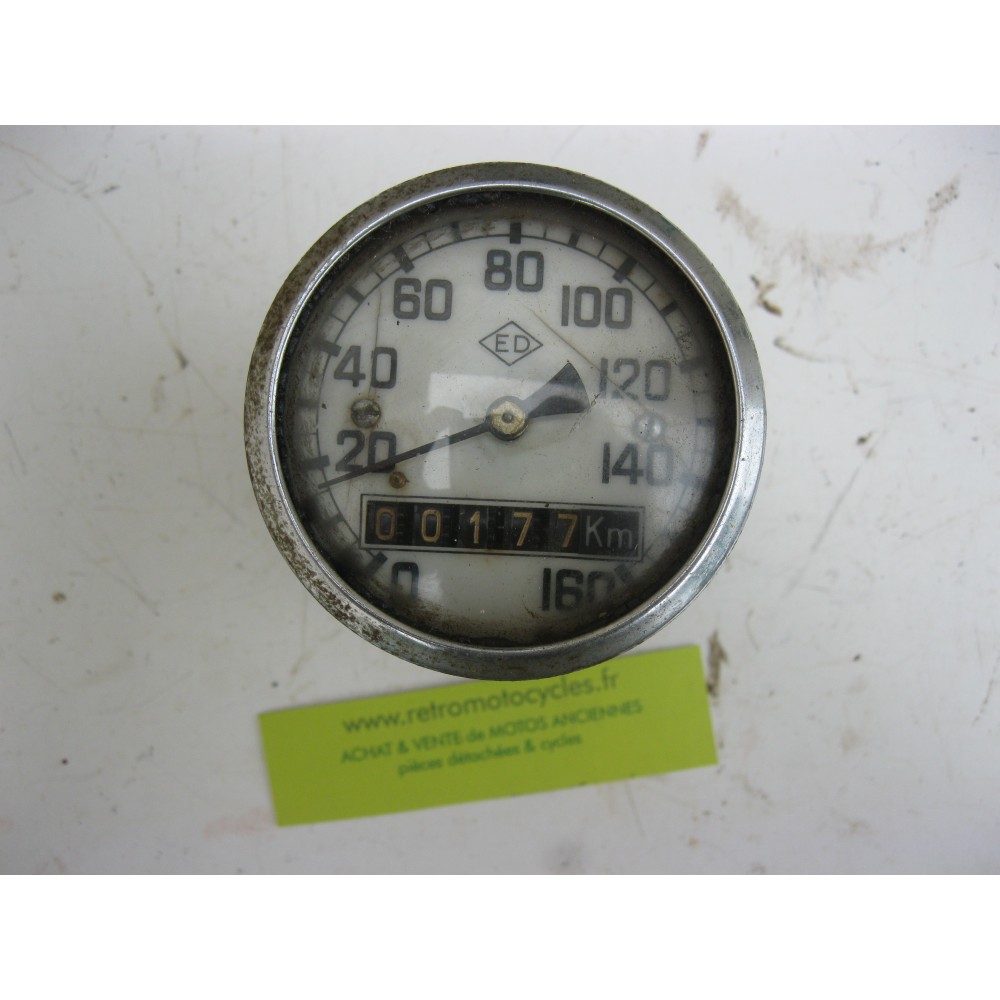 80
60
100
ED
40
120
20
140
00177 Km
0
160
www.retromotocycles.fr
ACHAT & VENTE de MOTOS ANCIENNES
pièces détachées & cycles